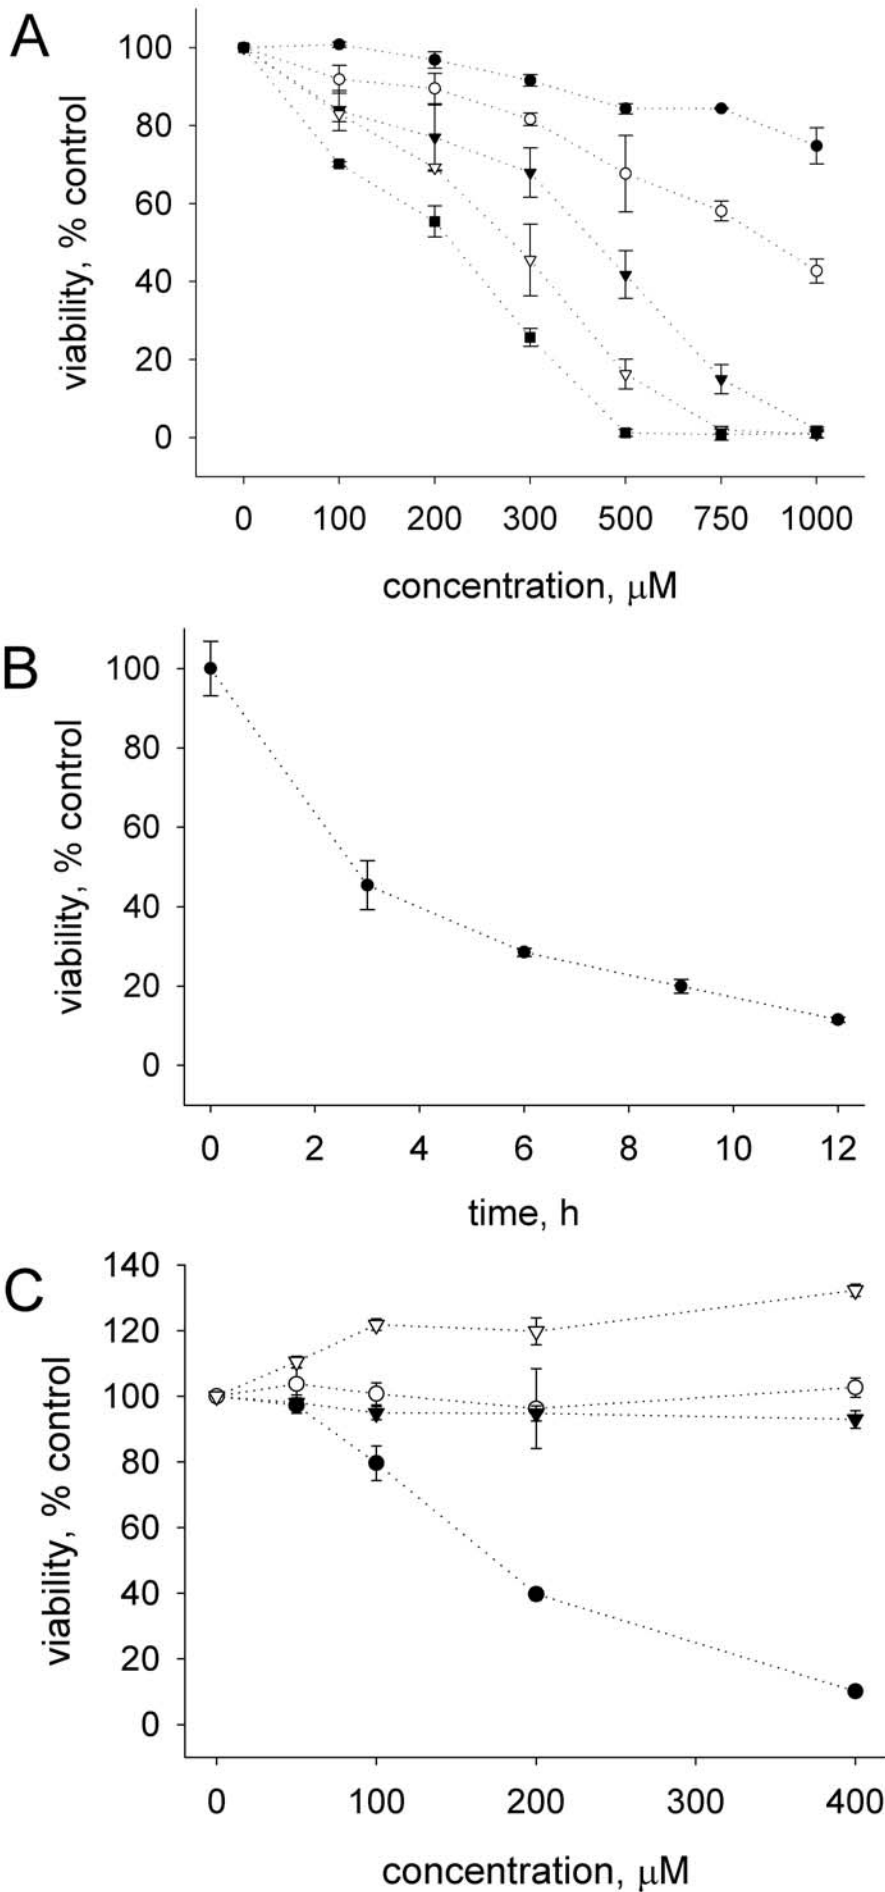 A
viability, % control
100
80
60
40
20
0
0 100 200 300 500 750 1000
concentration, μM
B
viability, % control
100
80
60
40
20
0
0 2 4 6 8 10 12
time, h
C
viability, % control
140
120
100
80
60
40
20
0
0 100 200 300 400
concentration, μM